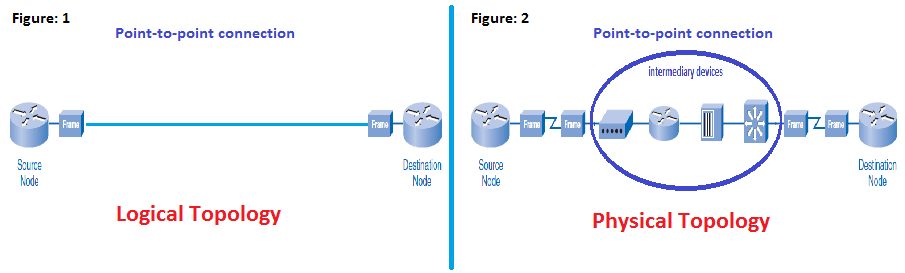 Figure: 1
Point-to-point connection
Frame
Frame
Source
Node
Destination
Node
Logical Topology
Figure: 2
Point-to-point connection
intermediary devices
Frame
Frame
Frame
Frame
Source
Node
Destination
Node
Physical Topology